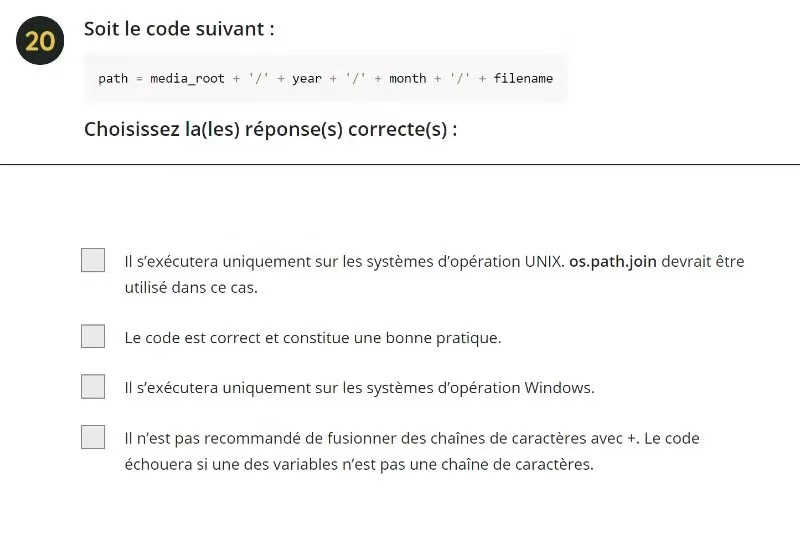 20
Soit le code suivant :
path = media_root + '/' + year + '/' + month + '/' + filename
Choisissez la(les) réponse(s) correcte(s) :
Il s’exécutera uniquement sur les systèmes d’opération UNIX. os.path.join devrait être
utilisé dans ce cas.
Le code est correct et constitue une bonne pratique.
Il s’exécutera uniquement sur les systèmes d’opération Windows.
Il n’est pas recommandé de fusionner des chaînes de caractères avec +. Le code
échouera si une des variables n’est pas une chaîne de caractères.